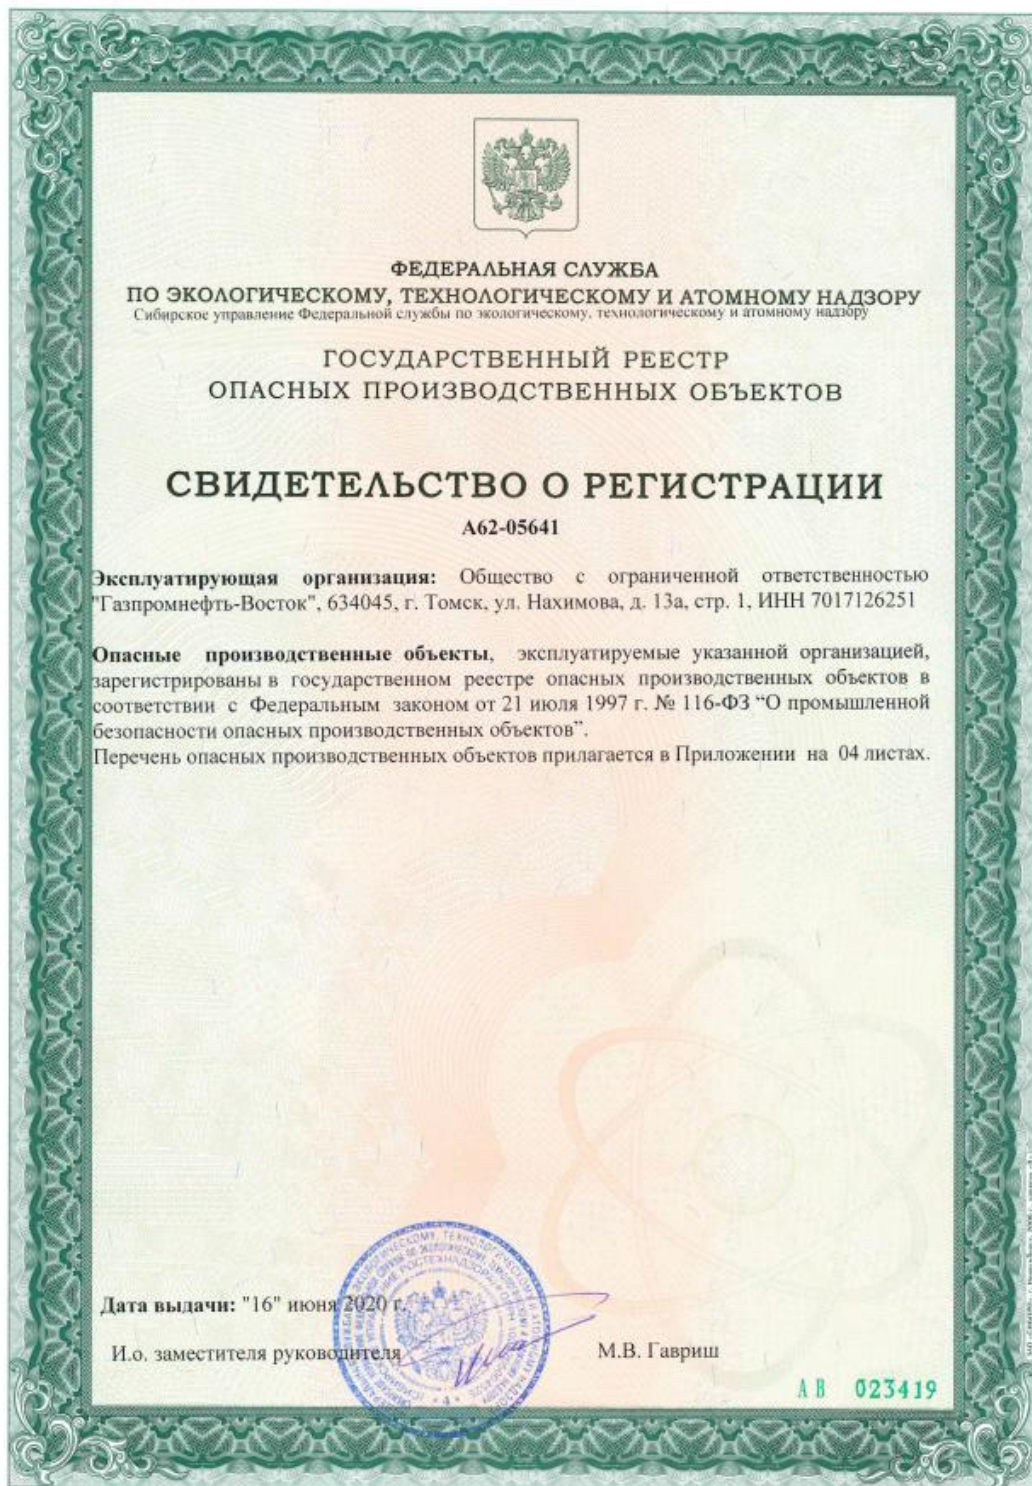 ФЕДЕРАЛЬНАЯ СЛУЖБА
ПО ЭКОЛОГИЧЕСКОМУ, ТЕХНОЛОГИЧЕСКОМУ И АТОМНОМУ НАДЗОРУ
Сибирское управление Федеральной службы по экологическому, технологическому и атомному надзору
ГОСУДАРСТВЕННЫЙ РЕЕСТР
ОПАСНЫХ ПРОИЗВОДСТВЕННЫХ ОБЪЕКТОВ
СВИДЕТЕЛЬСТВО О РЕГИСТРАЦИИ
А62-05641
Эксплуатирующая организация: Общество с ограниченной ответственностью
"Газпромнефть-Восток", 634045, г. Томск, ул. Нахимова, д. 13а, стр. 1, ИНН 7017126251
Опасные производственные объекты, эксплуатируемые указанной организацией,
зарегистрированы в государственном реестре опасных производственных объектов в
соответствии с Федеральным законом от 21 июля 1997 г. № 116-ФЗ “О промышленной
безопасности опасных производственных объектов”.
Перечень опасных производственных объектов прилагается в Приложении на 04 листах.
Дата выдачи: "16" июня 2020 г.
И.о. заместителя руководителя М.В. Гавриш
АВ 023419